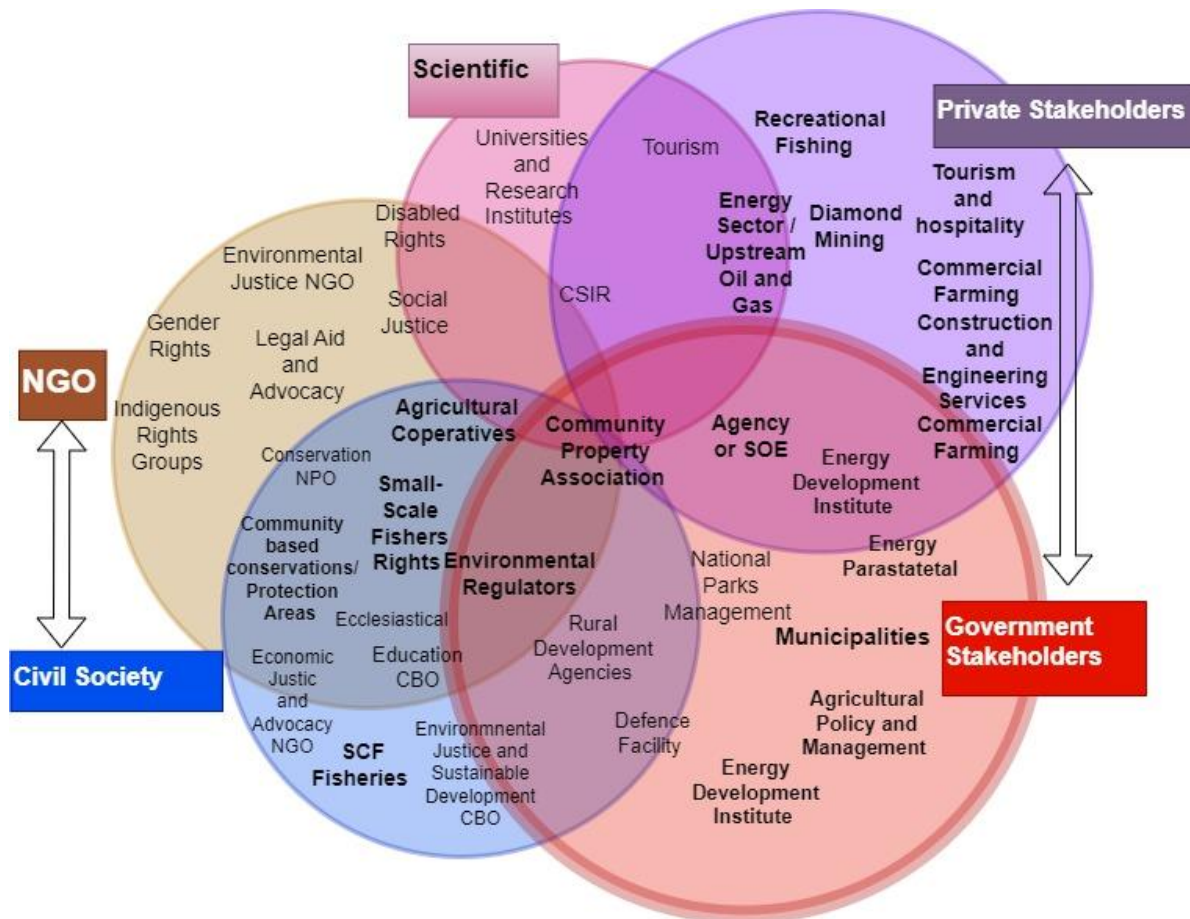 Scientific
Private Stakeholders
Universities
and
Research
Institutes
Tourism
Recreational
Fishing
Tourism
and
hospitality
Disabled
Rights
Energy
Sector /
Upstream
Oil and
Gas
Diamond
Mining
Environmental
Justice NGO
Social
Justice
CSIR
Commercial
Farming
Construction
and
Engineering
Services
Commercial
Farming
Gender
Rights
Legal Aid
and
Advocacy
NGO
Indigenous
Rights
Groups
Agricultural
Coperatives
Community
Property
Association
Agency
or SOE
Energy
Development
Institute
Conservation
NPO
Small-
Scale
Fishers
Rights
Community
based
conservations/
Protection
Areas
Environmental
Regulators
National
Parks
Management
Energy
Parastatetal
Ecclesiastical
Rural
Development
Agencies
Municipalities
Government
Stakeholders
Civil Society
Economic
Justic
and
Advocacy
NGO
Education
CBO
SCF
Fisheries
Environmnental
Justice and
Sustainable
Development
CBO
Defence
Facility
Agricultural
Policy and
Management
Energy
Development
Institute